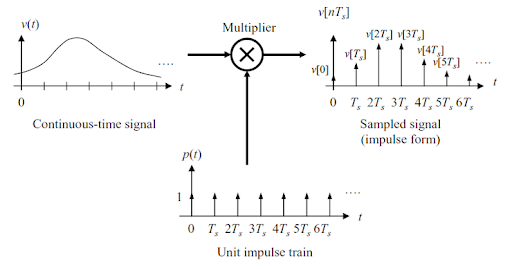 Multiplier
v(t)
....
t
0
Continuous-time signal
v[nTs]
v[0]
v[Ts]
v[2Ts]
v[3Ts]
v[4Ts]
v[5Ts]
....
t
0 Ts 2Ts 3Ts 4Ts 5Ts 6Ts
Sampled signal
(impulse form)
p(t)
1
....
t
0 Ts 2Ts 3Ts 4Ts 5Ts 6Ts
Unit impulse train